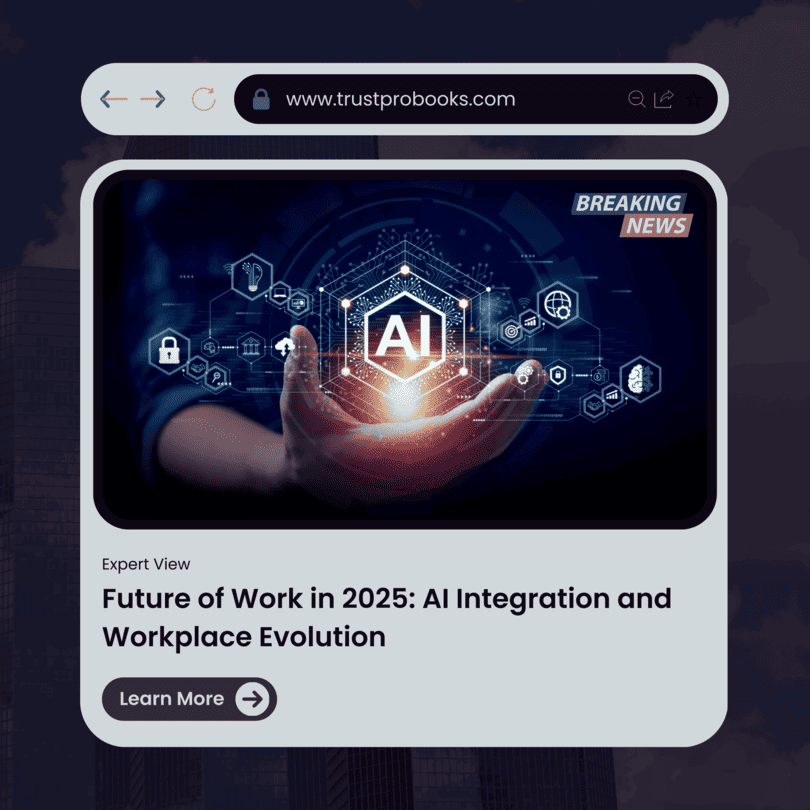 www.trustprobooks.com
BREAKING
NEWS
AI
Expert View
Future of Work in 2025: AI Integration and
Workplace Evolution
Learn More